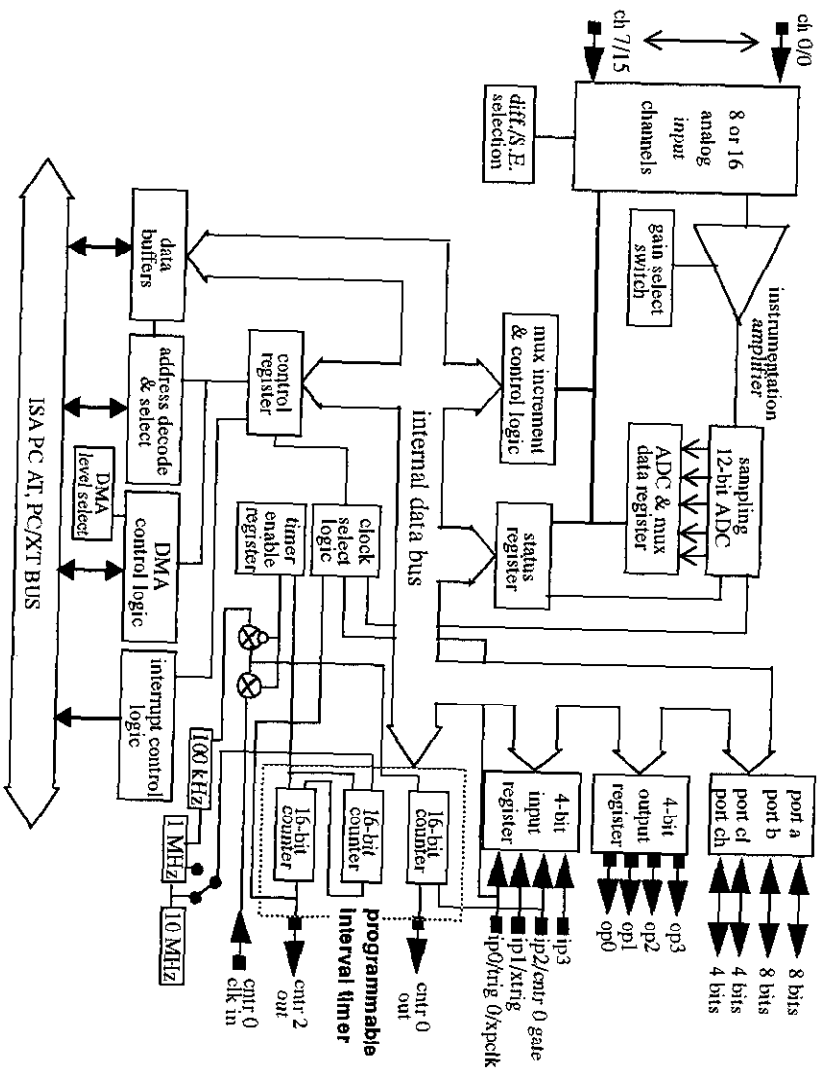 ch 0/0
ch 7/15
8 or 16
analog
input
channels
diff./S.E.
selection
instrumentation
amplifier
gain select
switch
sampling
12-bit ADC
ADC & mux
data register
mux increment
& control logic
status
register
internal data bus
control
register
clock
select
logic
timer
enable
register
data
buffers
address decode
& select
DMA
level select
DMA
control logic
interrupt control
logic
ISA PC AT, PC/XT BUS
port a
port b
port cl
port ch
8 bits
8 bits
4 bits
4 bits
4-bit
output
register
op3
op2
op1
op0
4-bit
input
register
ip3
ip2/cntr 0 gate
ip1/xtrig
ip0/trig 0/xpclk
16-bit
counter
16-bit
counter
16-bit
counter
programmable
interval timer
cntr 0
out
cntr 2
out
cntr 0
clk in
100 kHz
1 MHz
10 MHz